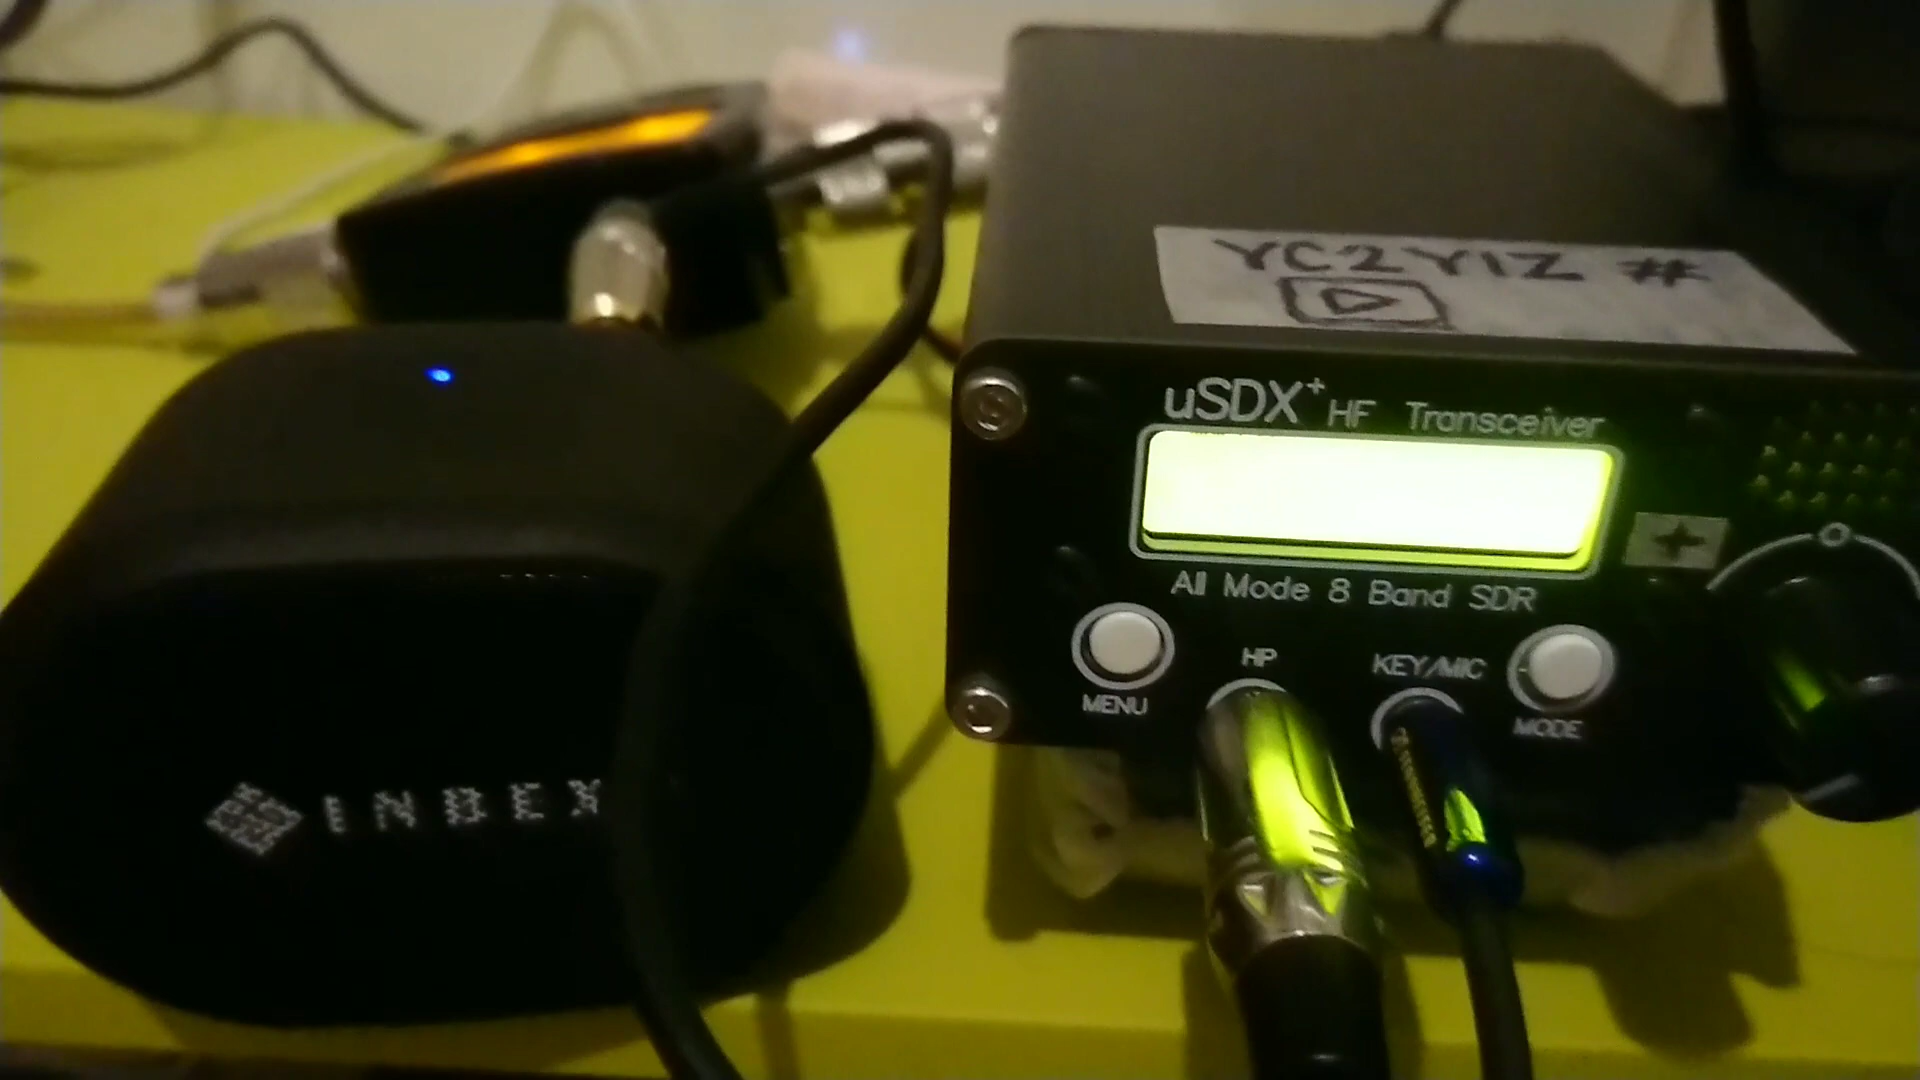 YC2YIZ #
uSDX+ HF Transceiver
All Mode 8 Band SDR
MENU
HP
KEY/MIC
MODE
INDEX